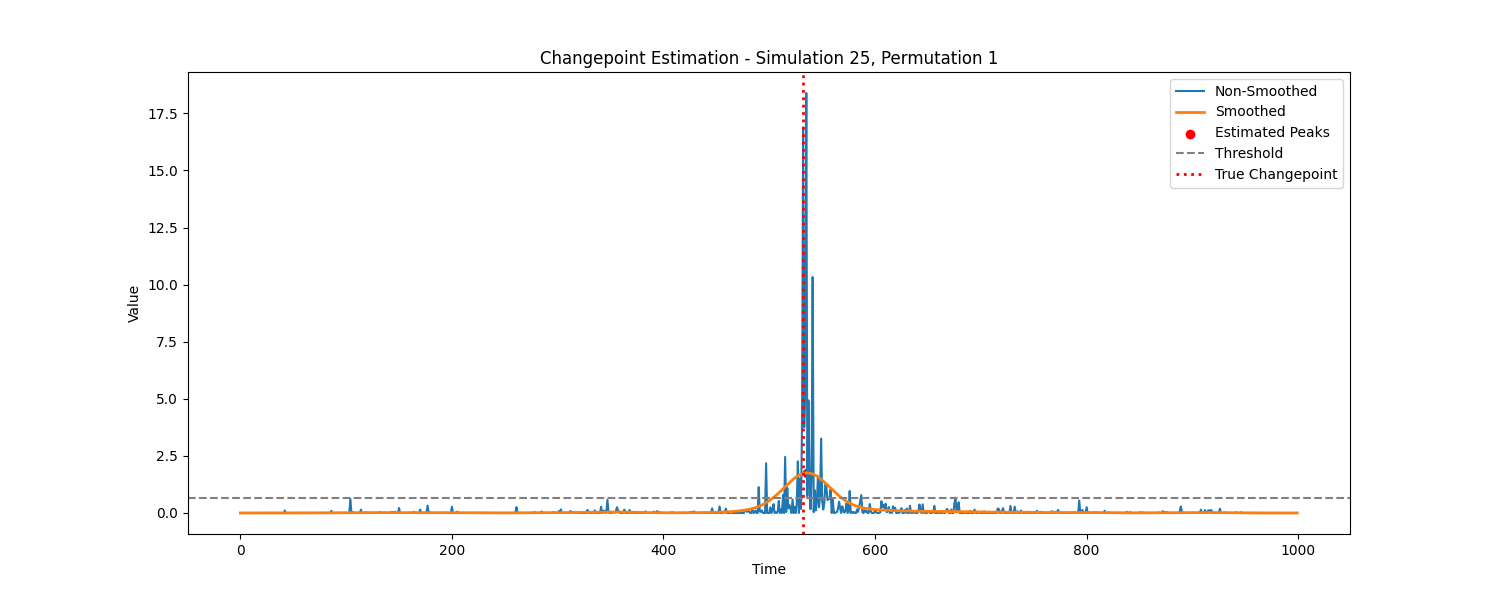 Changepoint Estimation - Simulation 25, Permutation 1
Non-Smoothed
Smoothed
Estimated Peaks
Threshold
True Changepoint
17.5
15.0
12.5
10.0
7.5
5.0
2.5
0.0
Value
0
200
400
600
800
1000
Time